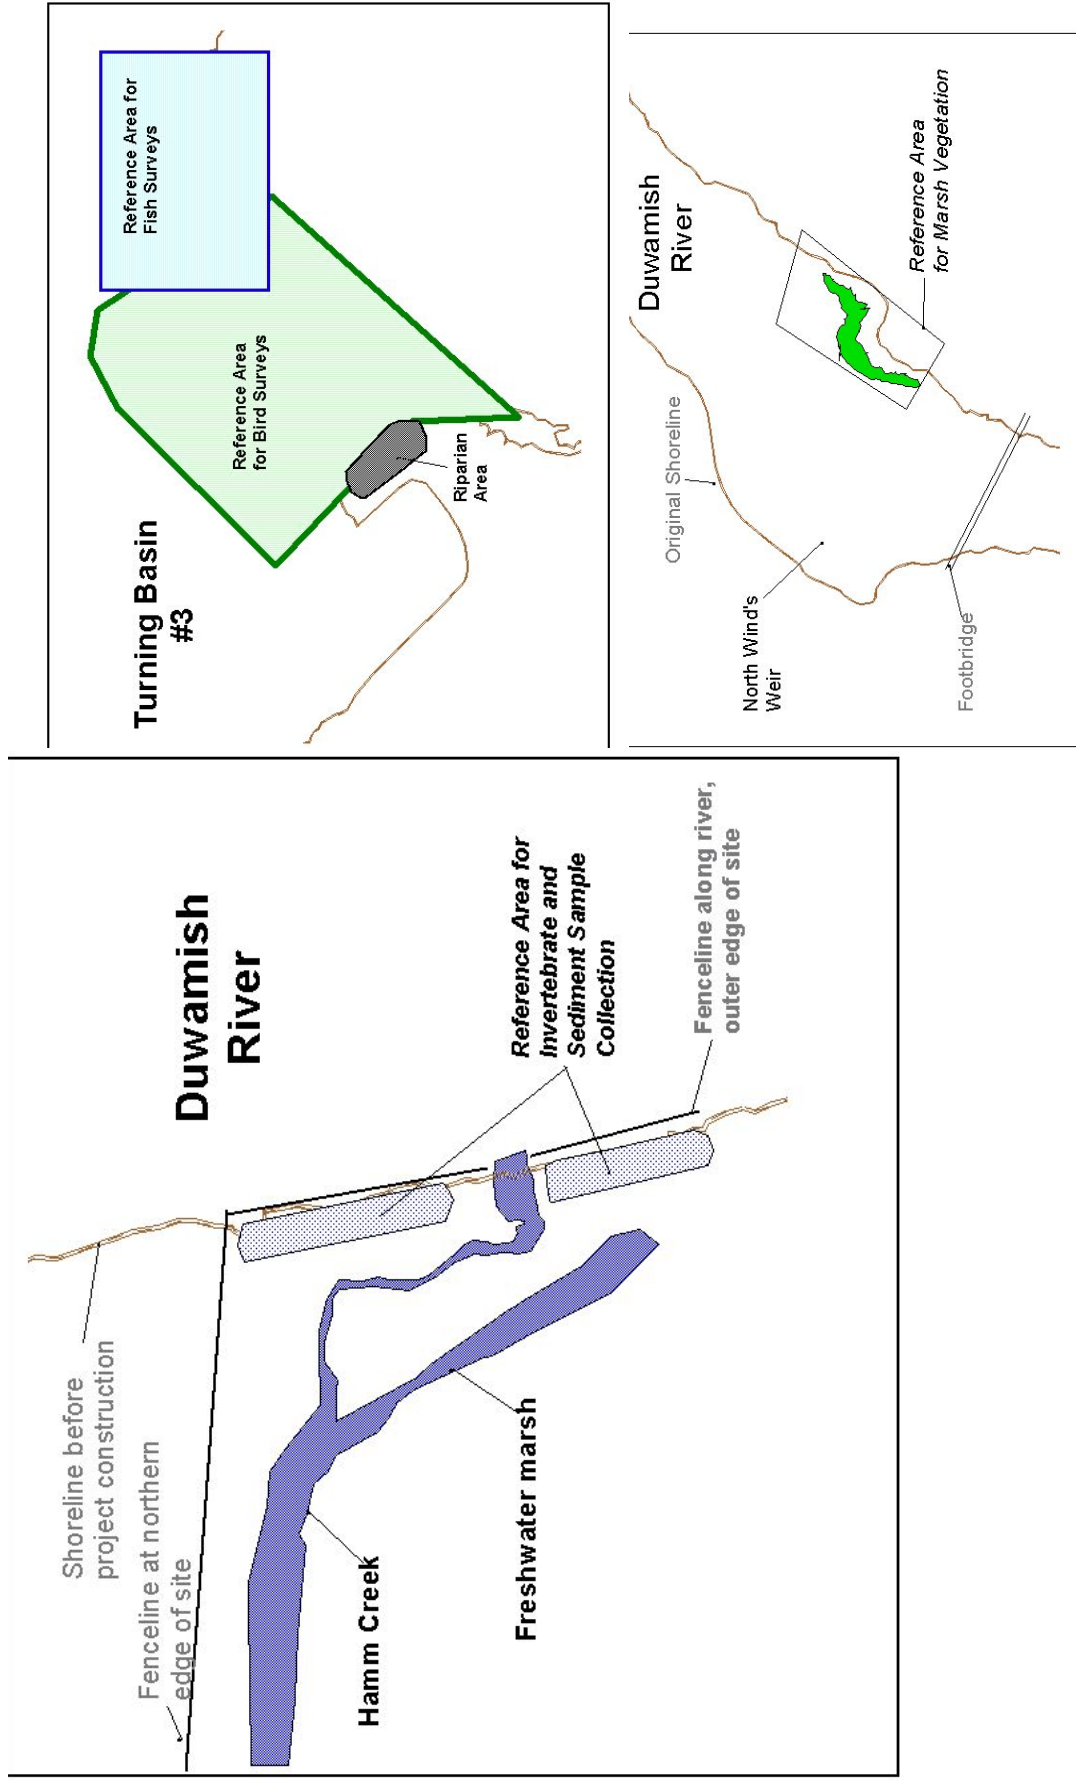 Turning Basin
#3
Reference Area for
Fish Surveys
Reference Area
for Bird Surveys
Riparian
Area
Duwamish
River
Original Shoreline
North Wind's
Weir
Footbridge
Reference Area
for Marsh Vegetation
Duwamish
River
Shoreline before
project construction
Fenceline at northern
edge of site
Hamm Creek
Freshwater marsh
Reference Area for
Invertebrate and
Sediment Sample
Collection
Fenceline along river,
outer edge of site